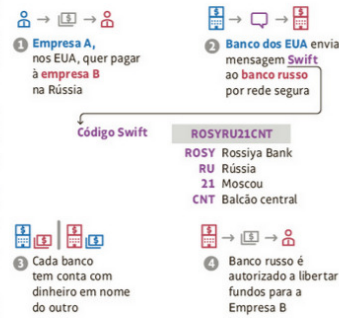 1 Empresa A,
nos EUA, quer pagar
à empresa B
na Rússia
2 Banco dos EUA envia
mensagem Swift
ao banco russo
por rede segura
Código Swift
ROSYRU21CNT
ROSY Rossiya Bank
RU Rússia
21 Moscou
CNT Balcão central
3 Cada banco
tem conta com
dinheiro em nome
do outro
4 Banco russo é
autorizado a libertar
fundos para a
Empresa B